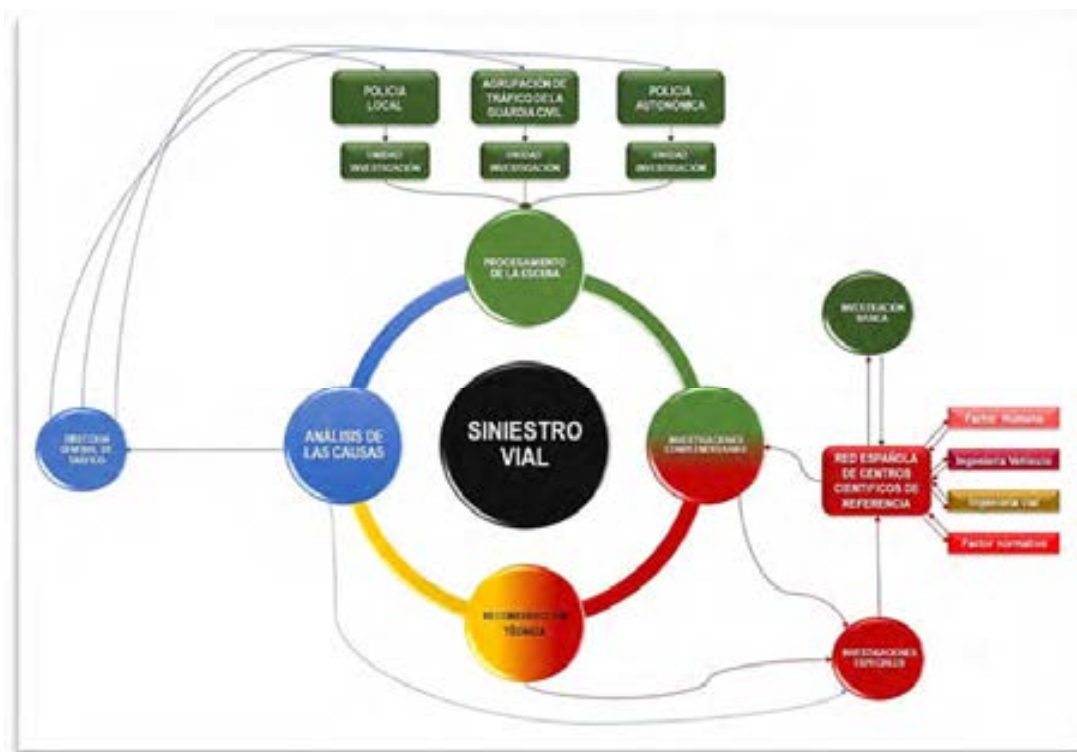 POLICIA
LOCAL
AGRUPACIÓN DE
TRÁFICO DE LA
GUARDIA CIVIL
POLICIA
AUTONÓMICA
UNIDAD
INVESTIGACIÓN
UNIDAD
INVESTIGACIÓN
UNIDAD
INVESTIGACIÓN
PROCESAMIENTO
DE LA ESCENA
INVESTIGACIÓN
BÁSICA
DIRECCIÓN
GENERAL DE
TRÁFICO
ANÁLISIS DE
LAS CAUSAS
SINIESTRO
VIAL
INVESTIGACIONES
COMPLEMENTARIAS
RED ESPAÑOLA
DE CENTROS
CIENTÍFICOS DE
REFERENCIA
Factor Humano
Ingeniería Vehículo
Ingeniería Vial
Factor normativo
RECONSTRUCCIÓN
TÉCNICA
INVESTIGACIONES
ESPECIALES